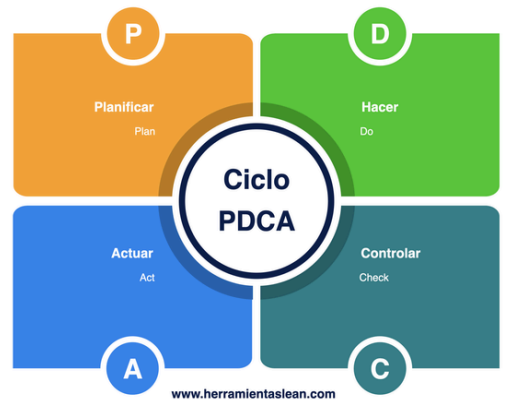 P
D
Planificar
Plan
Hacer
Do
Ciclo
PDCA
Actuar
Act
Controlar
Check
A
C
www.herramientaslean.com